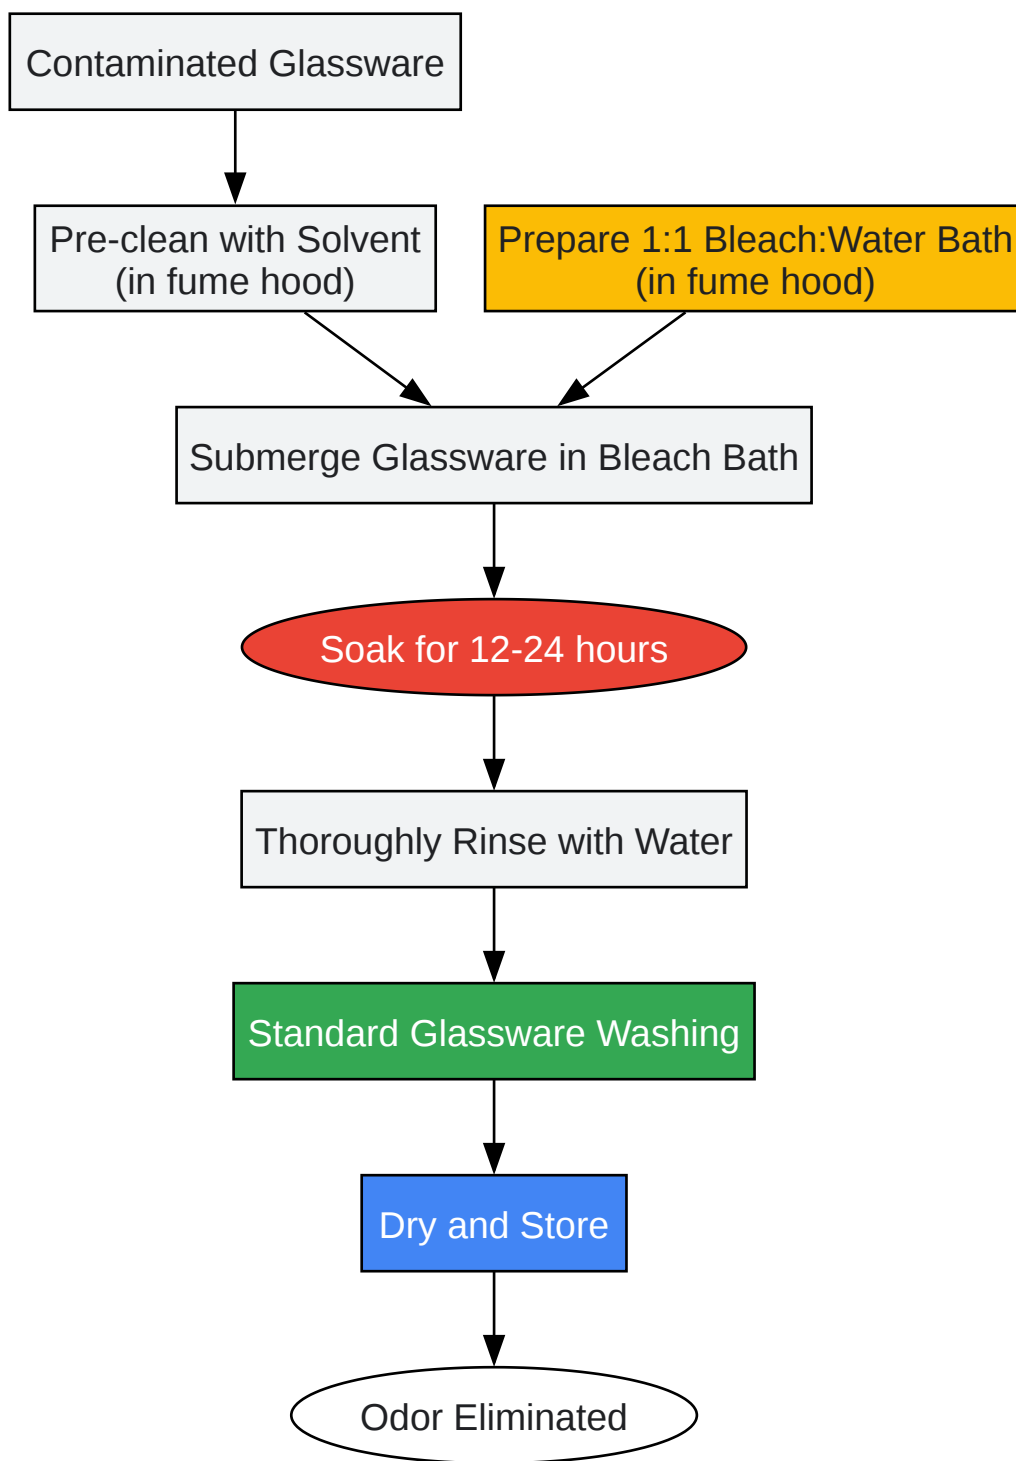 Contaminated Glassware
Pre-clean with Solvent
(in fume hood)
Prepare 1:1 Bleach:Water Bath
(in fume hood)
Submerge Glassware in Bleach Bath
Soak for 12-24 hours
Thoroughly Rinse with Water
Standard Glassware Washing
Dry and Store
Odor Eliminated